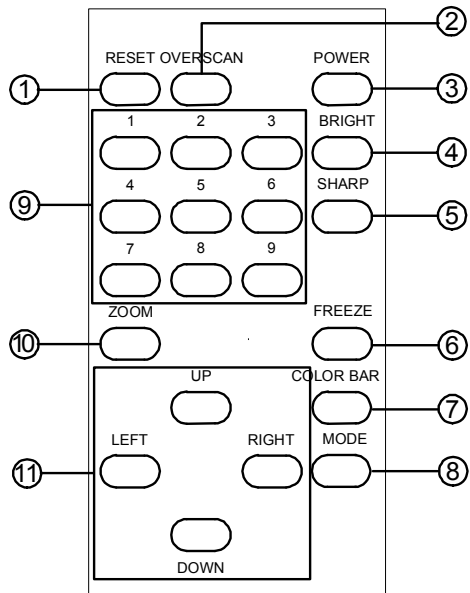 ②
RESET OVERSCAN POWER
① ③
1 2 3 BRIGHT
④
4 5 6 SHARP
⑨ ⑤
7 8 9
ZOOM FREEZE
⑩ ⑥
UP COLOR BAR
⑦
LEFT RIGHT MODE
⑪ ⑧
DOWN